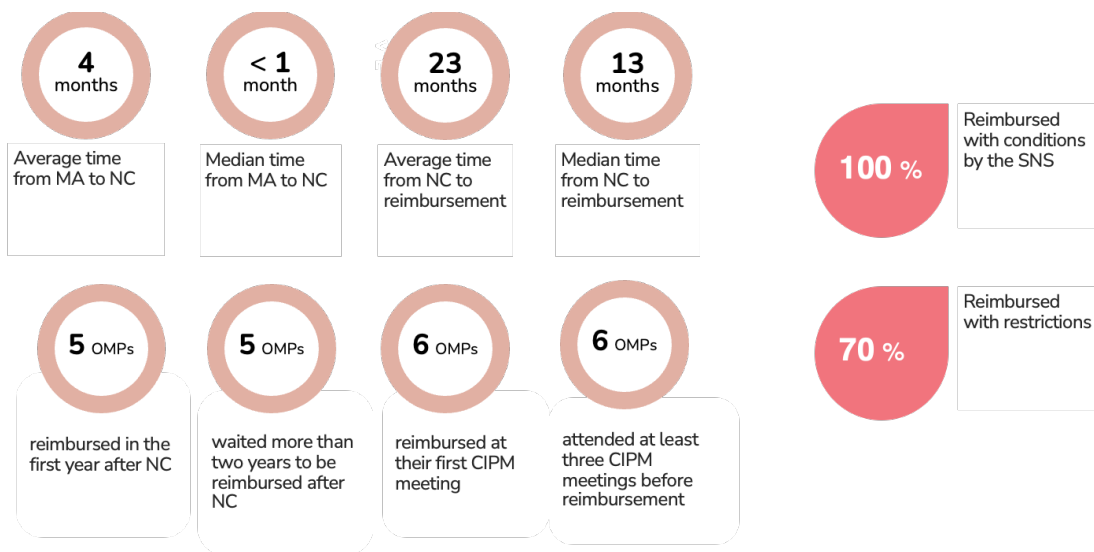 4
months
Average time
from MA to NC
< 1
month
Median time
from MA to NC
23
months
Average time
from NC to
reimbursement
13
months
Median time
from NC to
reimbursement
5 OMPs
reimbursed in the
first year after NC
5 OMPs
waited more than
two years to be
reimbursed after
NC
6 OMPs
reimbursed at
their first CIPM
meeting
6 OMPs
attended at least
three CIPM
meetings before
reimbursement
100 %
Reimbursed
with conditions
by the SNS
70 %
Reimbursed
with restrictions